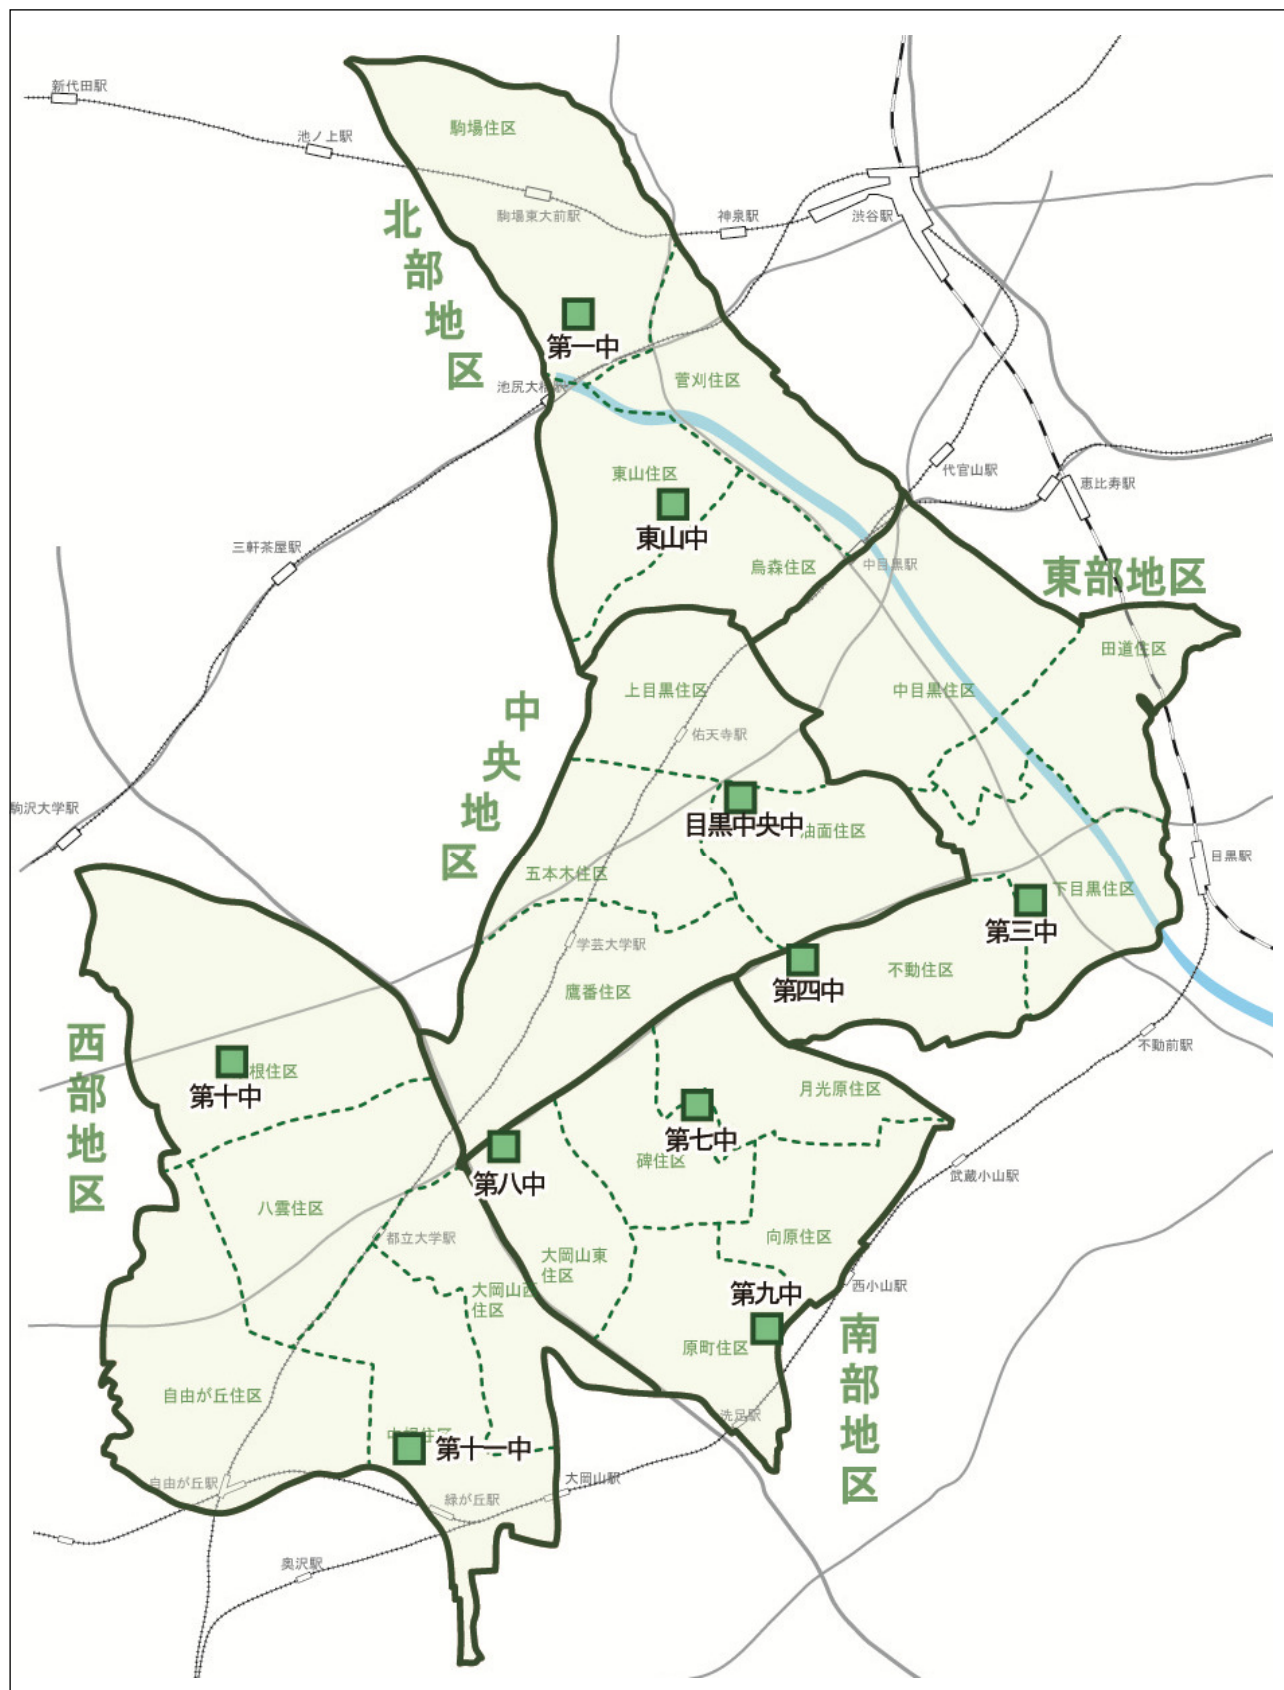 新代田駅
池ノ上駅
駒場住区
駒場東大前駅
神泉駅
渋谷駅
北部地区
第一中
池尻大橋
菅刈住区
代官山駅
恵比寿駅
東山住区
東山中
三軒茶屋駅
烏森住区
中目黒駅
東部地区
田道住区
上目黒住区
中目黒住区
佑天寺駅
中央地区
駒沢大学駅
目黒中央中
油面住区
目黒駅
五本木住区
下目黒住区
第三中
学芸大学駅
不動住区
第四中
鷹番住区
西部地区
不動前駅
根住区
第十中
月光原住区
第七中
碑住区
武蔵小山駅
第八中
八雲住区
都立大学駅
大岡山東
住区
向原住区
大岡山西
住区
西小山駅
第九中
南部地区
原町住区
自由が丘住区
洗足駅
中根住区
第十一中
自由が丘駅
大岡山駅
緑が丘駅
奥沢駅